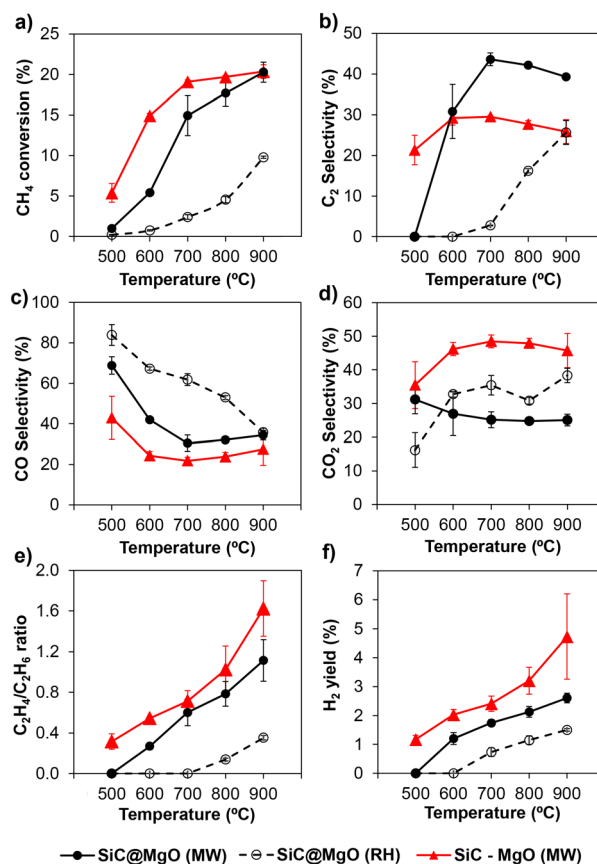 a)
b)
CH4 conversion (%)
25
20
15
10
5
0
500 600 700 800 900
Temperature (ºC)
C2 Selectivity (%)
50
40
30
20
10
0
500 600 700 800 900
Temperature (ºC)
c)
d)
CO Selectivity (%)
100
80
60
40
20
0
500 600 700 800 900
Temperature (ºC)
CO2 Selectivity (%)
60
50
40
30
20
10
0
500 600 700 800 900
Temperature (ºC)
e)
f)
C2H4/C2H6 ratio
2.0
1.6
1.2
0.8
0.4
0.0
500 600 700 800 900
Temperature (ºC)
H2 yield (%)
7
6
5
4
3
2
1
0
500 600 700 800 900
Temperature (ºC)
SiC@MgO (MW) SiC@MgO (RH) SiC - MgO (MW)